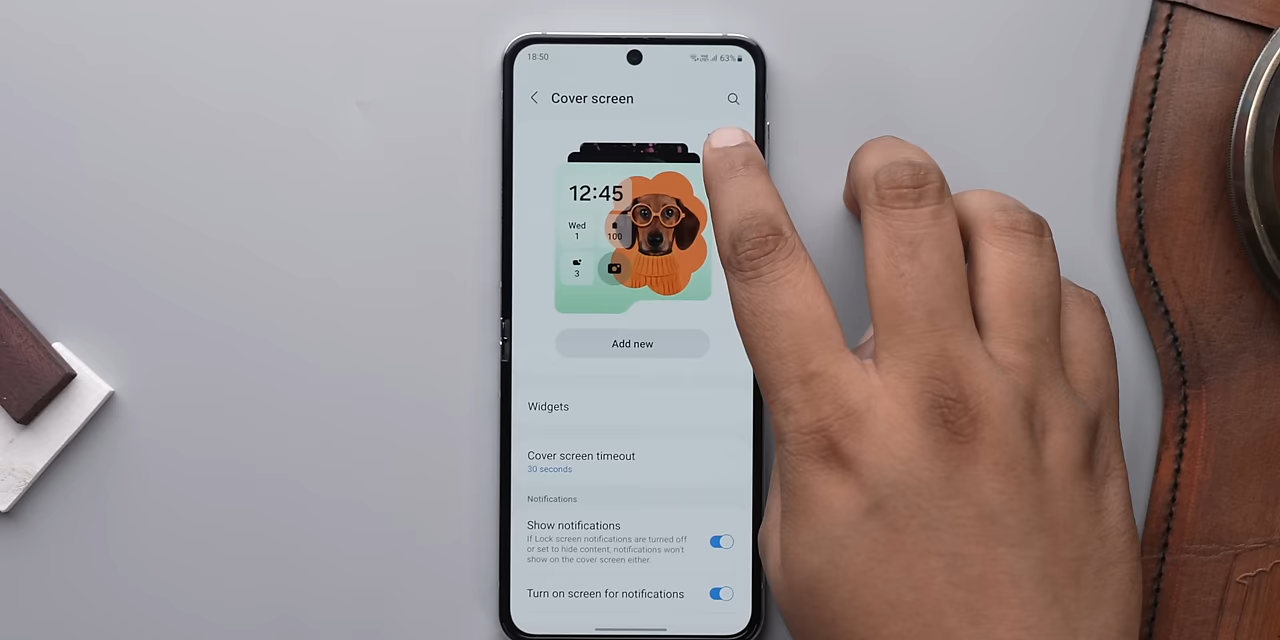 18:50
63%
Cover screen
12:45
Wed
1
100
3
Add new
Widgets
Cover screen timeout
30 seconds
Notifications
Show notifications
If Lock screen notifications are turned off
or set to hide content, notifications won't
show on the cover screen either.
Turn on screen for notifications